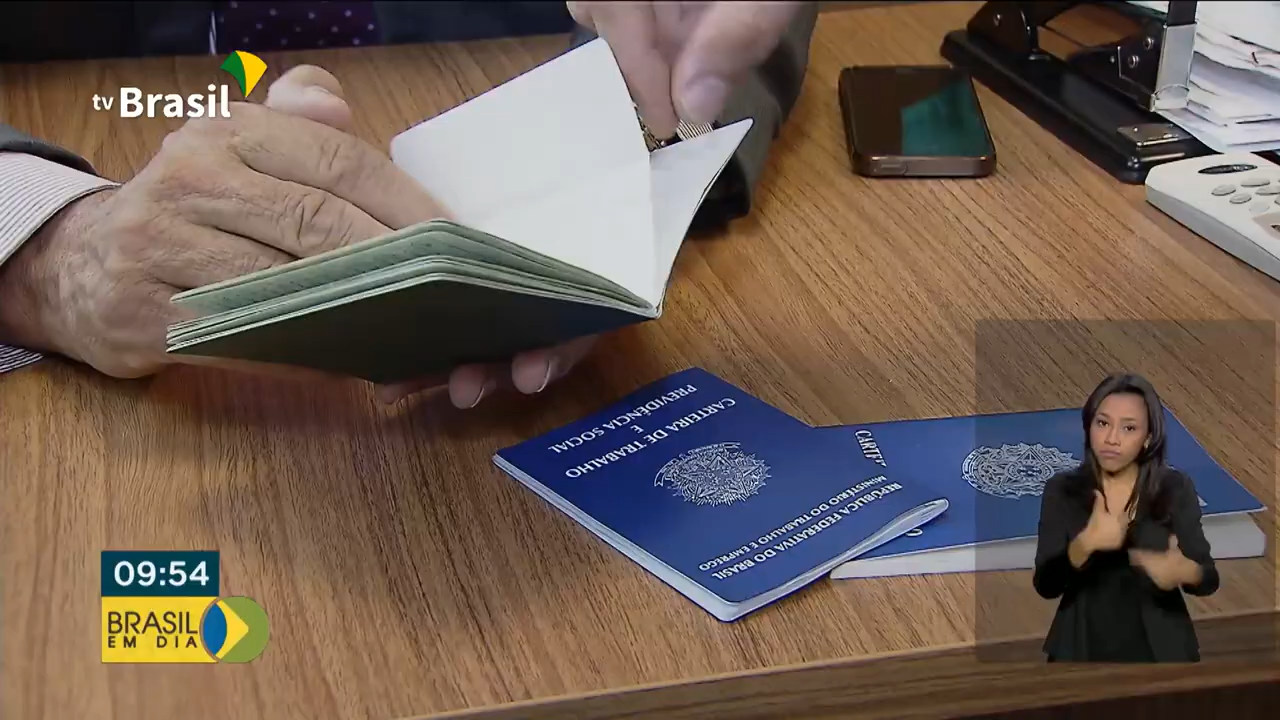 tv Brasil
CARTEIRA DE TRABALHO
E
PREVIDÊNCIA SOCIAL
REPÚBLICA FEDERATIVA DO BRASIL
MINISTÉRIO DO TRABALHO E EMPREGO
09:54
BRASIL
EM DIA